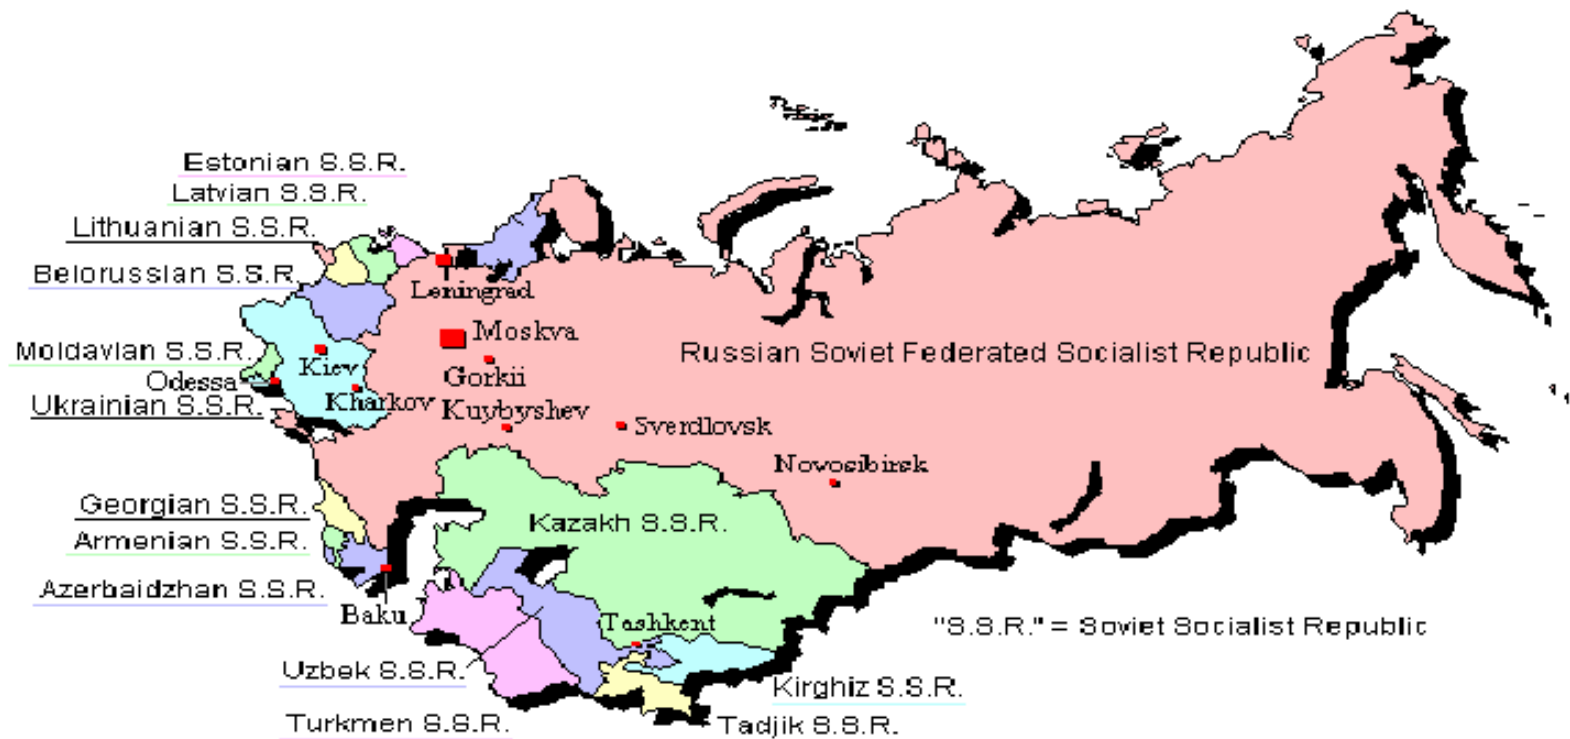 Estonian S.S.R.
Latvian S.S.R.
Lithuanian S.S.R.
Belorussian S.S.R.
Leningrad
Moskva
Russian Soviet Federated Socialist Republic
Moldavian S.S.R.
Kiev
Gorkii
Odessa
Kharkov
Ukrainian S.S.R.
Kuybyshev
Sverdlovsk
Novosibirsk
Georgian S.S.R.
Kazakh S.S.R.
Armenian S.S.R.
Azerbaidzhan S.S.R.
Baku
Tashkent
"S.S.R." = Soviet Socialist Republic
Uzbek S.S.R.
Kirghiz S.S.R.
Turkmen S.S.R.
Tadjik S.S.R.